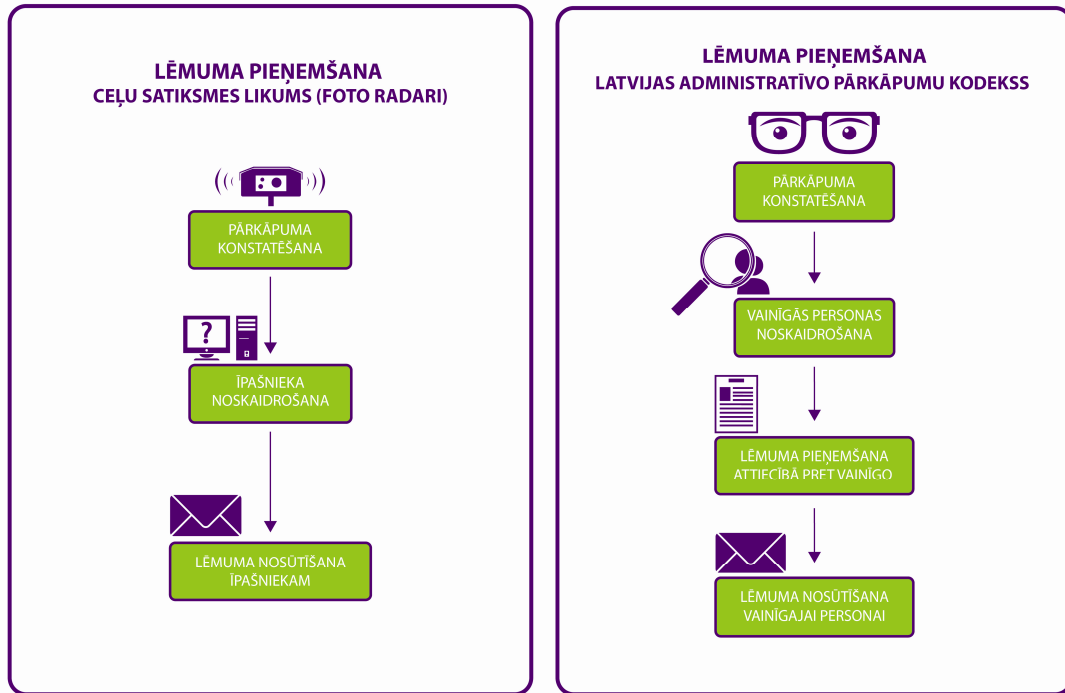 LĒMUMA PIEŅEMŠANA
CEĻU SATIKSMES LIKUMS (FOTO RADARI)
PĀRKĀPUMA
KONSTATĒŠANA
?
ĪPAŠNIEKA
NOSKAIDROŠANA
LĒMUMA NOSŪTĪŠANA
ĪPAŠNIEKAM
LĒMUMA PIEŅEMŠANA
LATVIJAS ADMINISTRATĪVO PĀRKĀPUMU KODEKSS
PĀRKĀPUMA
KONSTATĒŠANA
VAINĪGĀS PERSONAS
NOSKAIDROŠANA
LĒMUMA PIEŅEMŠANA
ATTIECĪBĀ PRET VAINĪGO
LĒMUMA NOSŪTĪŠANA
VAINĪGAJAI PERSONAI